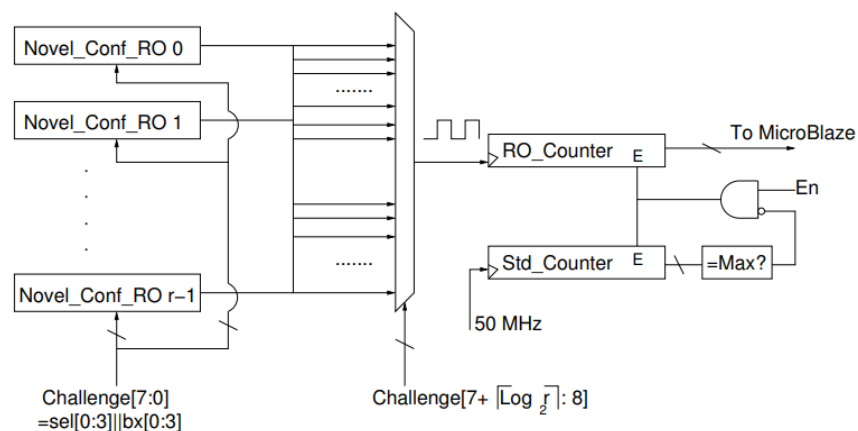 Novel_Conf_RO 0
Novel_Conf_RO 1
.......
RO_Counter E
To MicroBlaze
En
Novel_Conf_RO r−1
.......
Std_Counter E
=Max?
50 MHz
Challenge[7:0]
=sel[0:3]||bx[0:3]
Challenge[7+ ⌈Log 2 r⌉: 8]